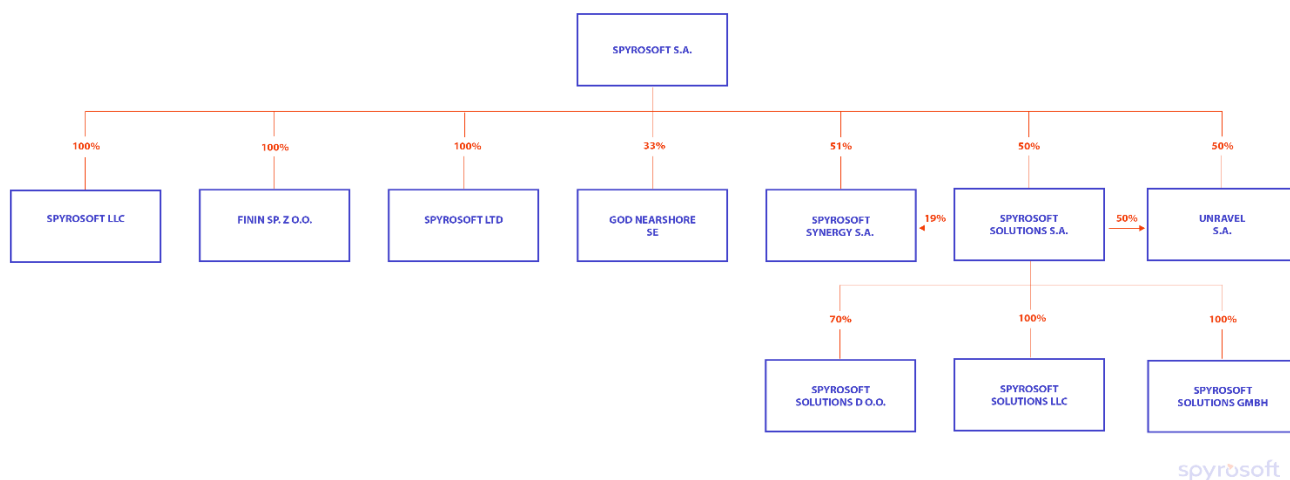 SPYROSOFT S.A.
100%
100%
100%
33%
51%
50%
50%
SPYROSOFT LLC
FININ SP. Z O.O.
SPYROSOFT LTD
GOD NEARSHORE
SE
SPYROSOFT
SYNERGY S.A.
19%
SPYROSOFT
SOLUTIONS S.A.
50%
UNRAVEL
S.A.
70%
100%
100%
SPYROSOFT
SOLUTIONS D O.O.
SPYROSOFT
SOLUTIONS LLC
SPYROSOFT
SOLUTIONS GMBH
spyrosoft